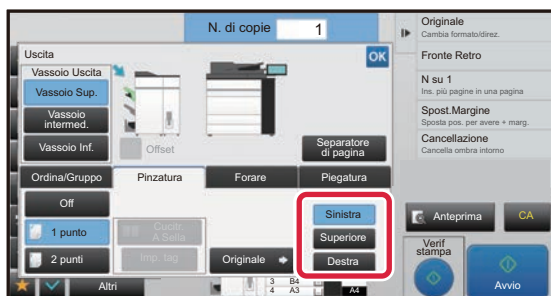 N. di copie 1
Originale
Cambia formato/direz.
Uscita
OK
Fronte Retro
Vassoio Uscita
Vassoio Sup.
N su 1
Ins. più pagine in una pagina
Vassoio
intermed.
Spost.Margine
Sposta pos. per avere + marg.
Vassoio Inf.
Offset
Separatore
di pagina
Cancellazione
Cancella ombra intorno
Ordina/Gruppo
Pinzatura
Forare
Piegatura
Off
Sinistra
Anteprima
CA
1 punto
Cucitr.
A Sella
Superiore
Verif
stampa
2 punti
Imp. fag
Originale
Destra
Altri
3 B4
4 A3
A4
Avvio